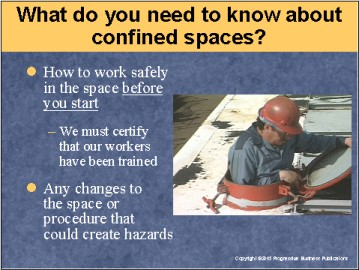 What do you need to know about
confined spaces?
How to work safely
in the space before
you start
– We must certify
that our workers
have been trained
Any changes to
the space or
procedure that
could create hazards
Progressive Business Publications